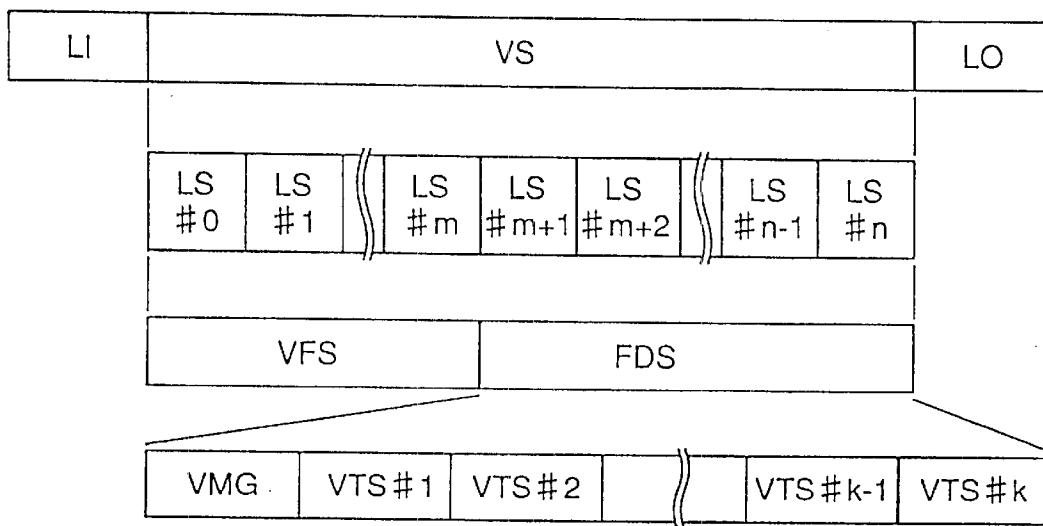 LI VS LO
LS LS LS LS LS LS LS
#0 #1 #m #m+1 #m+2 #n-1 #n
VFS FDS
VMG VTS#1 VTS#2 VTS#k-1 VTS#k